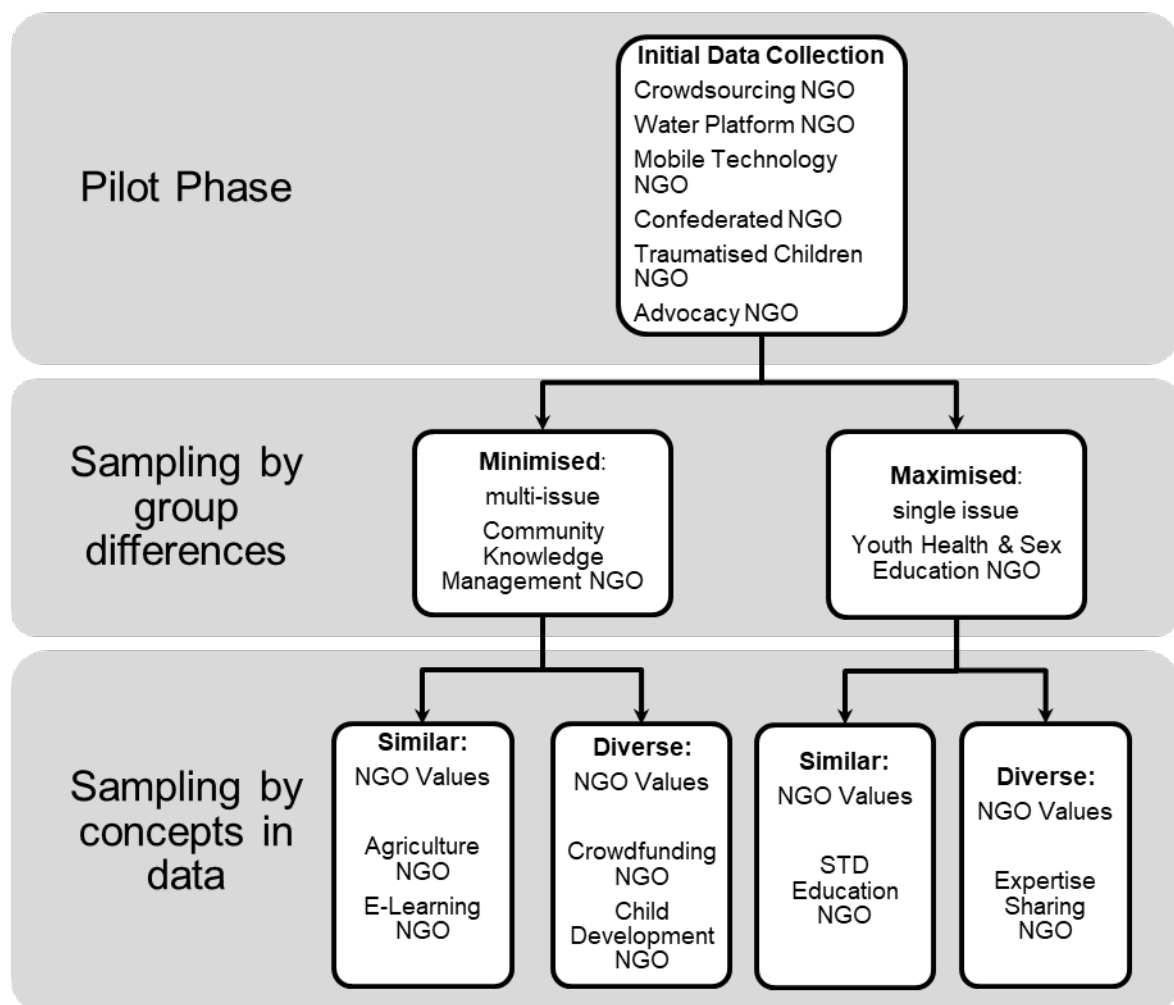 Pilot Phase
Initial Data Collection
Crowdsourcing NGO
Water Platform NGO
Mobile Technology
NGO
Confederated NGO
Traumatised Children
NGO
Advocacy NGO
Sampling by
group
differences
Minimised:
multi-issue
Community
Knowledge
Management NGO
Maximised:
single issue
Youth Health & Sex
Education NGO
Sampling by
concepts in
data
Similar:
NGO Values
Agriculture
NGO
E-Learning
NGO
Diverse:
NGO Values
Crowdfunding
NGO
Child
Development
NGO
Similar:
NGO Values
STD
Education
NGO
Diverse:
NGO Values
Expertise
Sharing
NGO